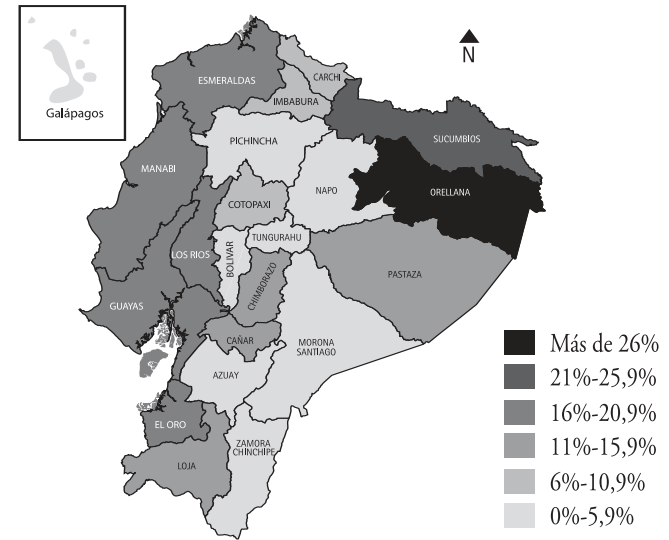 Galápagos
N
ESMERALDAS
CARCHI
IMBABURA
SUCUMBIOS
PICHINCHA
MANABI
NAPO
ORELLANA
COTOPAXI
TUNGURAHU
LOS RIOS
BOLIVAR
CHIMBORAZO
PASTAZA
GUAYAS
CAÑAR
MORONA
SANTIAGO
AZUAY
EL ORO
ZAMORA
CHINCHIPE
LOJA
Más de 26%
21%-25,9%
16%-20,9%
11%-15,9%
6%-10,9%
0%-5,9%